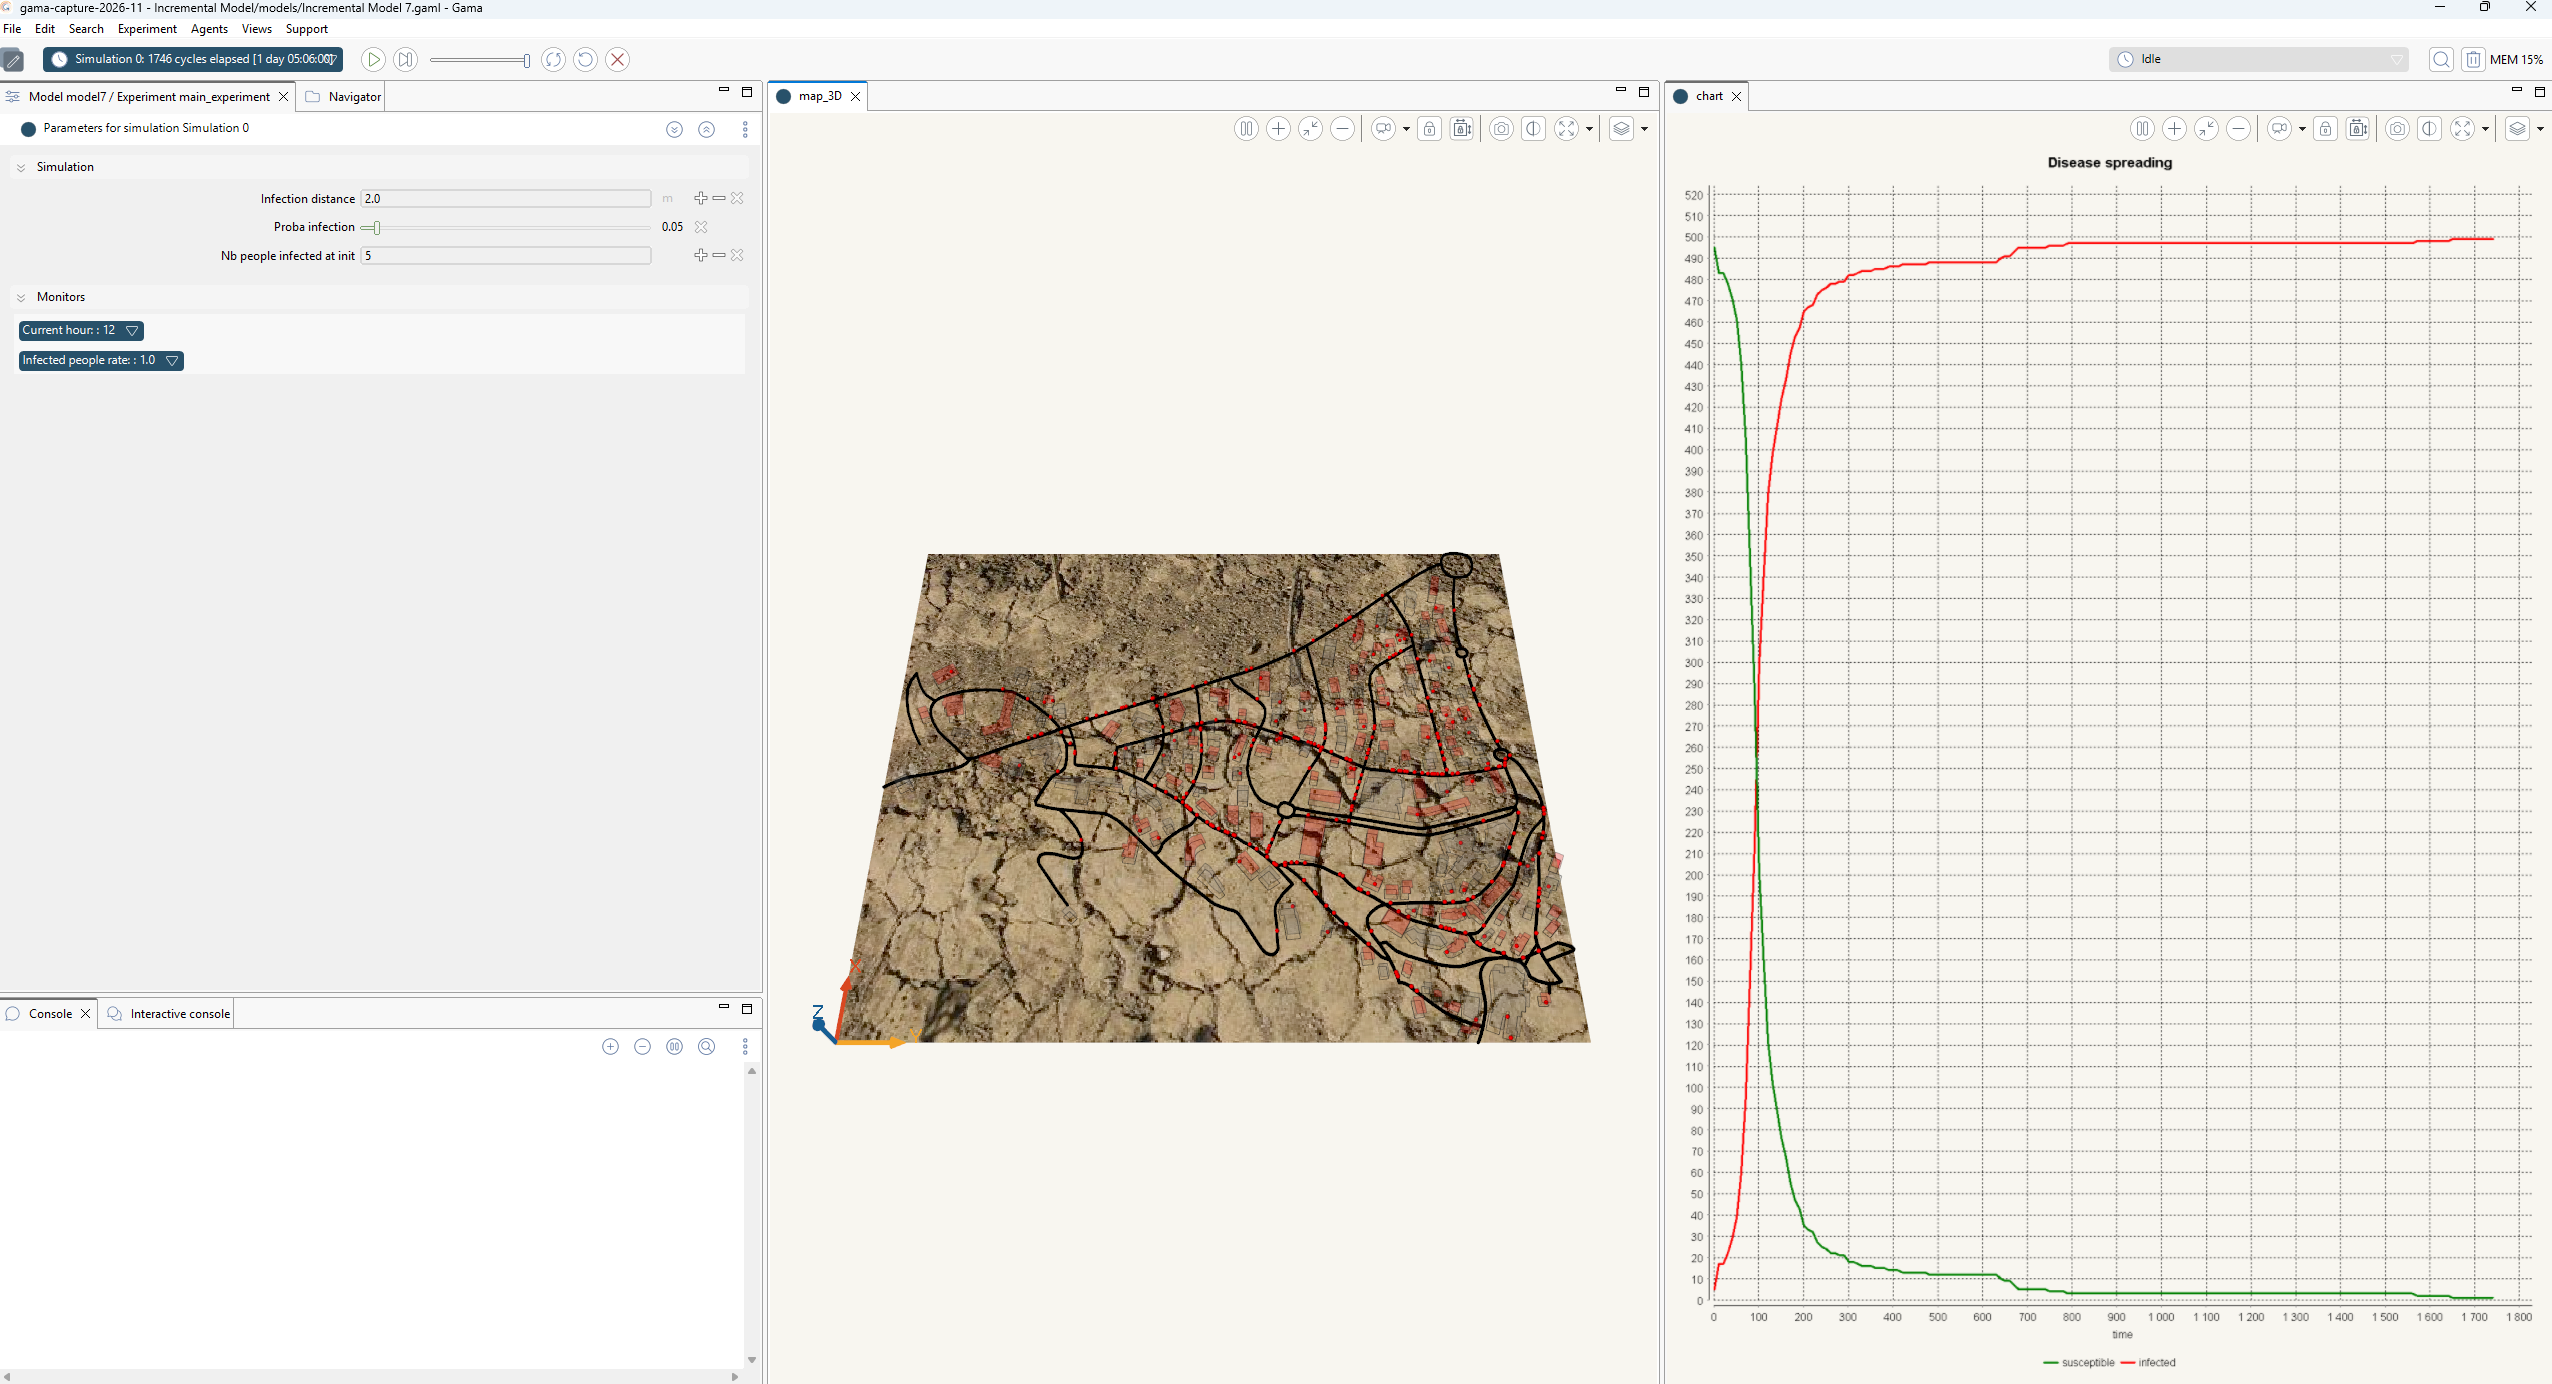 gama-capture-2026-11 - Incremental Model/models/Incremental Model 7.gaml - Gama
File Edit Search Experiment Agents Views Support
Simulation 0: 1746 cycles elapsed [1 day 05:06:00]
Idle
MEM 15%
Model model7 / Experiment main_experiment
Navigator
Parameters for simulation Simulation 0
Simulation
Infection distance 2.0 m
Proba infection 0.05
Nb people infected at init 5
Monitors
Current hour: : 12
Infected people rate: : 1.0
Console
Interactive console
map_3D
X
Z
Y
chart
Disease spreading
520
510
500
490
480
470
460
450
440
430
420
410
400
390
380
370
360
350
340
330
320
310
300
290
280
270
260
250
240
230
220
210
200
190
180
170
160
150
140
130
120
110
100
90
80
70
60
50
40
30
20
10
0
0 100 200 300 400 500 600 700 800 900 1 000 1 100 1 200 1 300 1 400 1 500 1 600 1 700 1 800
time
susceptible infected